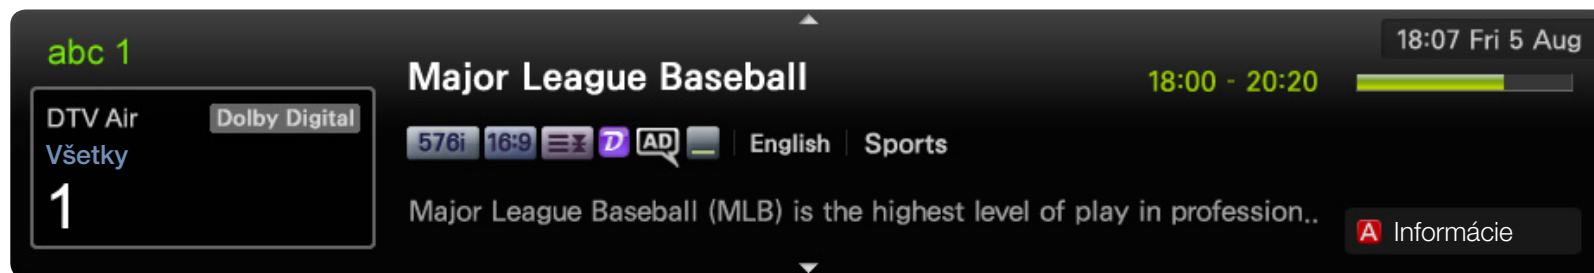 abc 1
DTV Air Dolby Digital
Všetky
1
Major League Baseball 18:00 - 20:20
576i 16:9 D AD English Sports
Major League Baseball (MLB) is the highest level of play in profession..
18:07 Fri 5 Aug
A Informácie